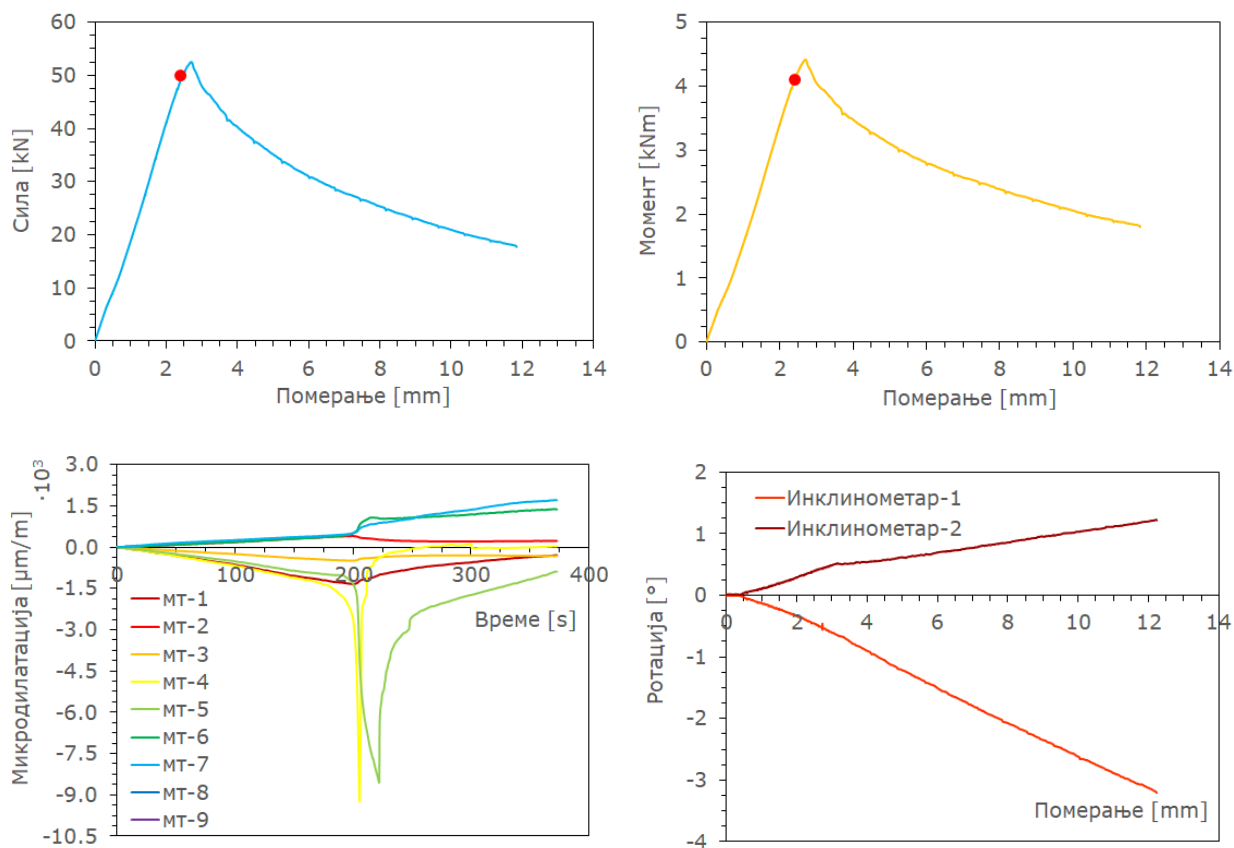 60
50
40
30
20
10
0
0 2 4 6 8 10 12 14
Сила [kN]
Померање [mm]
5
4
3
2
1
0
0 2 4 6 8 10 12 14
Момент [kNm]
Померање [mm]
3.0
1.5
0.0
-1.5
-3.0
-4.5
-6.0
-7.5
-9.0
-10.5
·10³
0 100 200 300 400
Микродилатација [μm/m]
Време [s]
мт-1
мт-2
мт-3
мт-4
мт-5
мт-6
мт-7
мт-8
мт-9
2
1
0
-1
-2
-3
-4
0 2 4 6 8 10 12 14
Ротација [°]
Инклинометар-1
Инклинометар-2
Померање [mm]